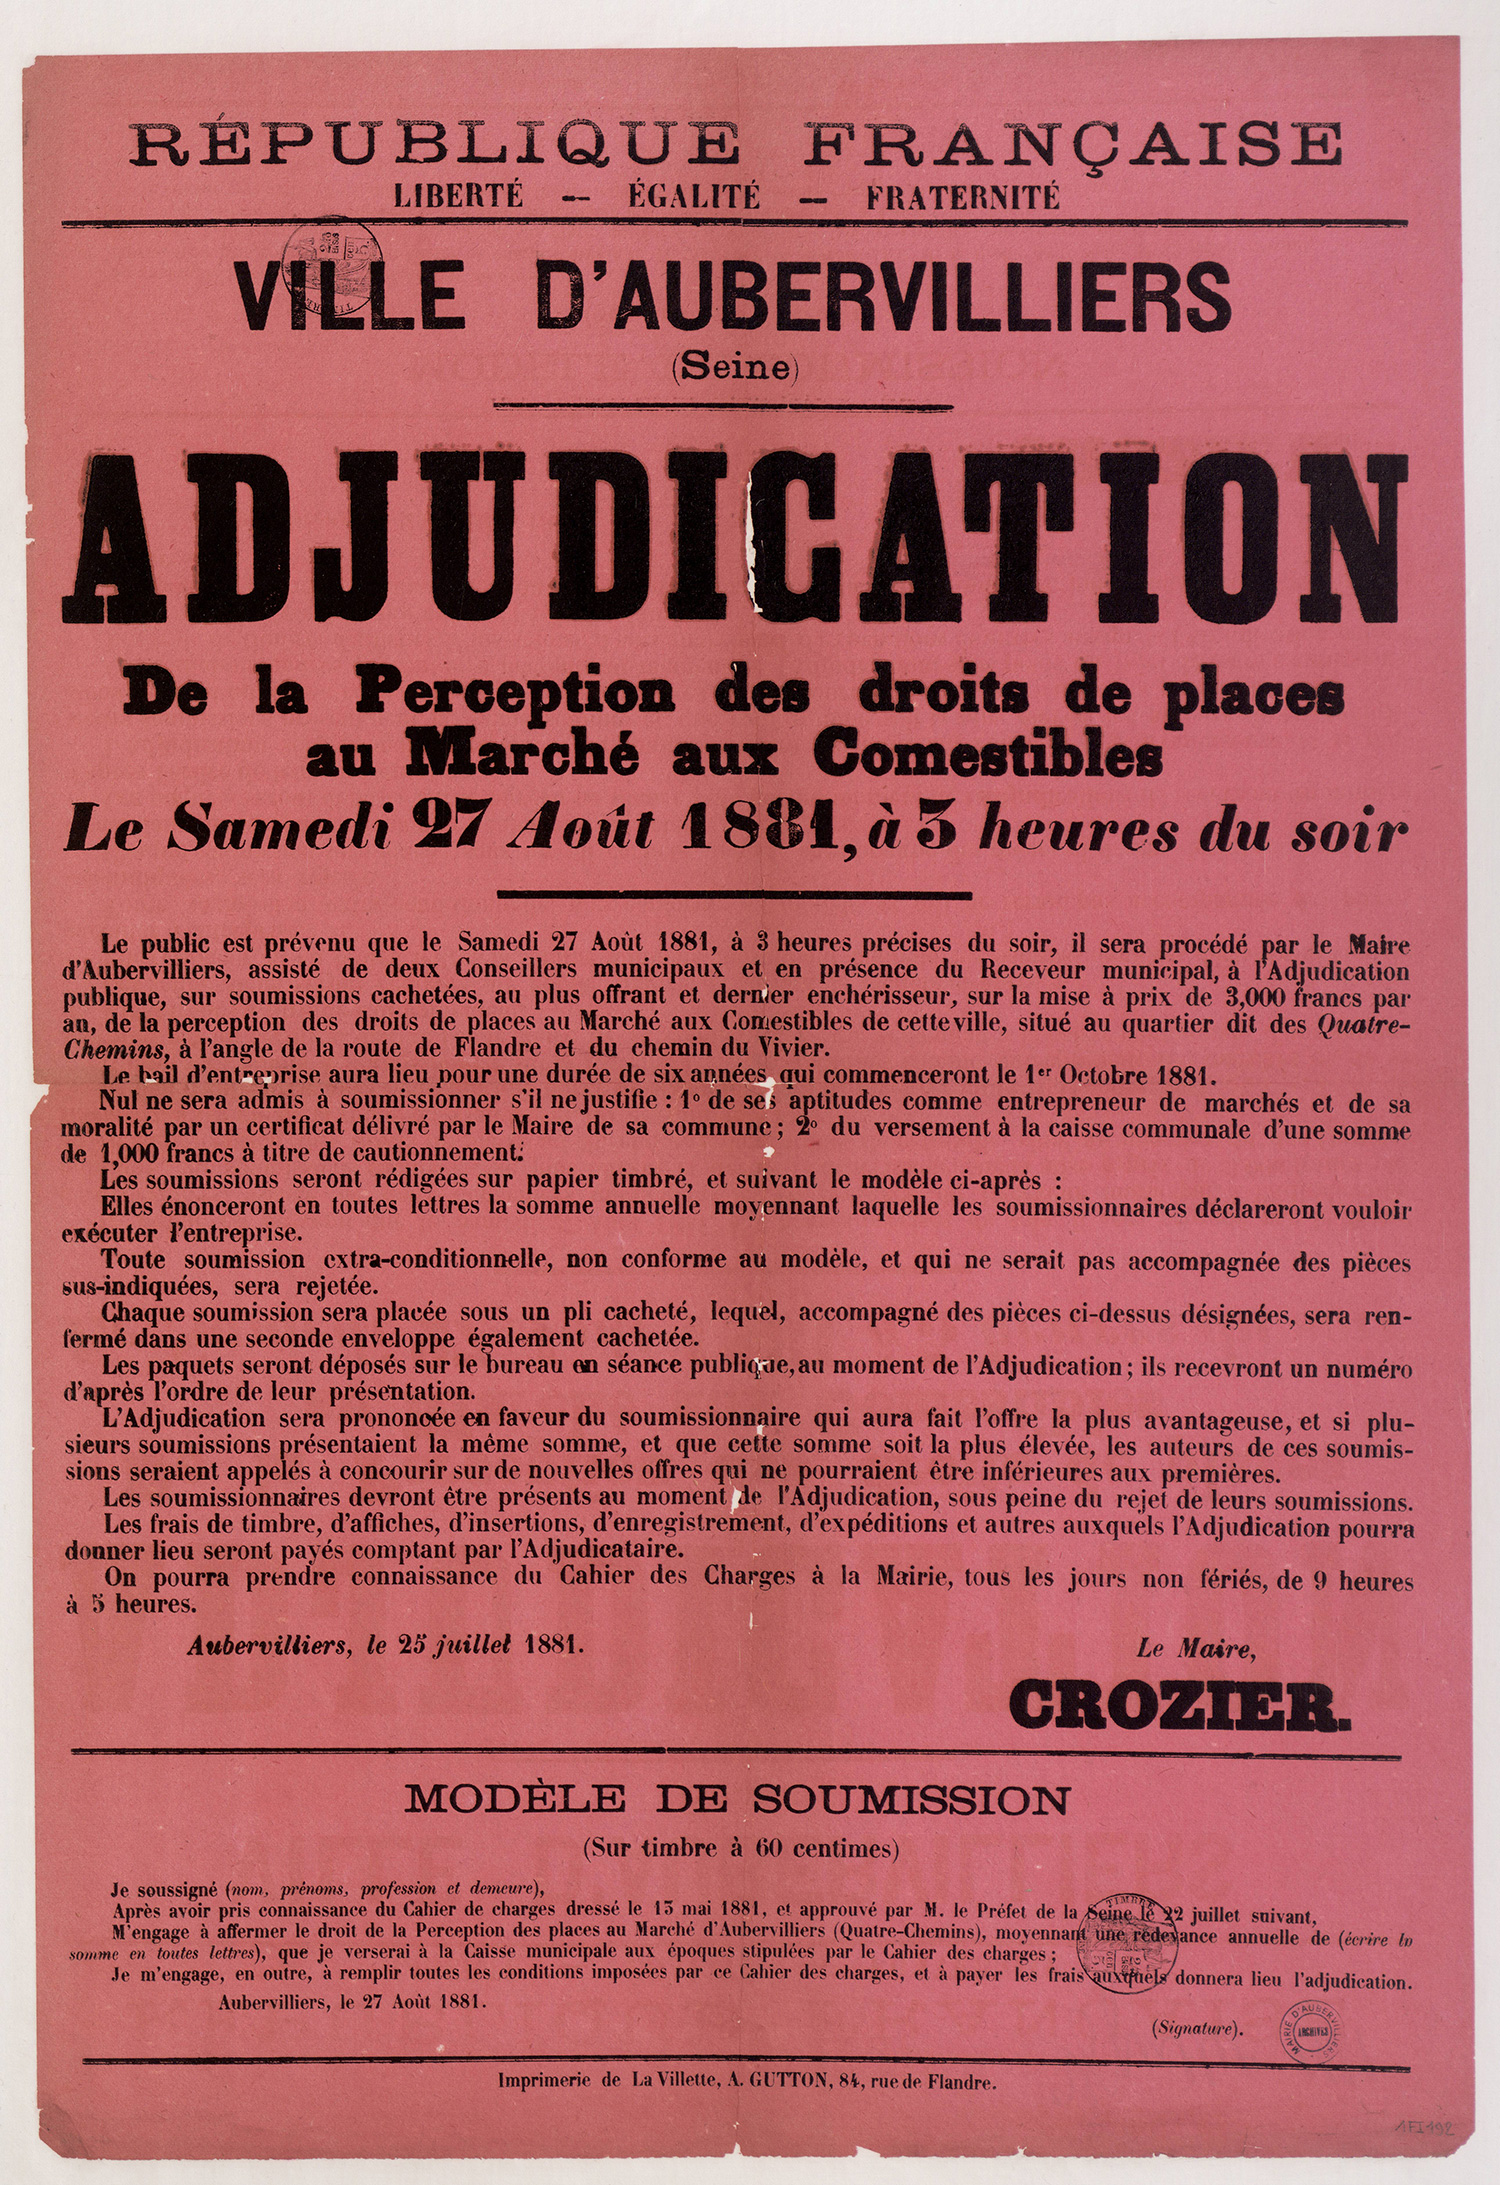 RÉPUBLIQUE FRANÇAISE
LIBERTÉ — ÉGALITÉ — FRATERNITÉ
VILLE D'AUBERVILLIERS
(Seine)
ADJUDICATION
De la Perception des droits de places
au Marché aux Comestibles
Le Samedi 27 Août 1881, à 3 heures du soir
Le public est prévenu que le Samedi 27 Août 1881, à 3 heures précises du soir, il sera procédé par le Maire
d'Aubervilliers, assisté de deux Conseillers municipaux et en présence du Receveur municipal, à l'Adjudication
publique, sur soumissions cachetées, au plus offrant et dernier enchérisseur, sur la mise à prix de 3,000 francs par
an, de la perception des droits de places au Marché aux Comestibles de cette ville, situé au quartier dit des Quatre-
Chemins, à l'angle de la route de Flandre et du chemin du Vivier.
Le bail d'entreprise aura lieu pour une durée de six années qui commenceront le 1er Octobre 1881.
Nul ne sera admis à soumissionner s'il ne justifie : 1° de ses aptitudes comme entrepreneur de marchés et de sa
moralité par un certificat délivré par le Maire de sa commune ; 2° du versement à la caisse communale d'une somme
de 1,000 francs à titre de cautionnement.
Les soumissions seront rédigées sur papier timbré, et suivant le modèle ci-après :
Elles énonceront en toutes lettres la somme annuelle moyennant laquelle les soumissionnaires déclareront vouloir
exécuter l'entreprise.
Toute soumission extra-conditionnelle, non conforme au modèle, et qui ne serait pas accompagnée des pièces
sus-indiquées, sera rejetée.
Chaque soumission sera placée sous un pli cacheté, lequel, accompagné des pièces ci-dessus désignées, sera ren-
fermé dans une seconde enveloppe également cachetée.
Les paquets seront déposés sur le bureau en séance publique, au moment de l'Adjudication ; ils recevront un numéro
d'après l'ordre de leur présentation.
L'Adjudication sera prononcée en faveur du soumissionnaire qui aura fait l'offre la plus avantageuse, et si plu-
sieurs soumissions présentaient la même somme, et que cette somme soit la plus élevée, les auteurs de ces soumis-
sions seraient appelés à concourir sur de nouvelles offres qui ne pourraient être inférieures aux premières.
Les soumissionnaires devront être présents au moment de l'Adjudication, sous peine du rejet de leurs soumissions.
Les frais de timbre, d'affiches, d'insertions, d'enregistrement, d'expéditions et autres auxquels l'Adjudication pourra
donner lieu seront payés comptant par l'Adjudicataire.
On pourra prendre connaissance du Cahier des Charges à la Mairie, tous les jours non fériés, de 9 heures
à 5 heures.
Aubervilliers, le 25 juillet 1881.
Le Maire,
CROZIER.
MODÈLE DE SOUMISSION
(Sur timbre à 60 centimes)
Je soussigné (nom, prénoms, profession et demeure),
Après avoir pris connaissance du Cahier de charges dressé le 13 mai 1881, et approuvé par M. le Préfet de la Seine le 22 juillet suivant,
M'engage à affermer le droit de la Perception des places au Marché d'Aubervilliers (Quatre-Chemins), moyennant une redevance annuelle de (écrire la
somme en toutes lettres), que je verserai à la Caisse municipale aux époques stipulées par le Cahier des charges ;
Je m'engage, en outre, à remplir toutes les conditions imposées par ce Cahier des charges, et à payer les frais auxquels donnera lieu l'adjudication.
Aubervilliers, le 27 Août 1881.
(Signature).
MAIRIE D'AUBERVILLIERS
ARCHIVES
Imprimerie de La Villette, A. GUTTON, 84, rue de Flandre.
1FI192